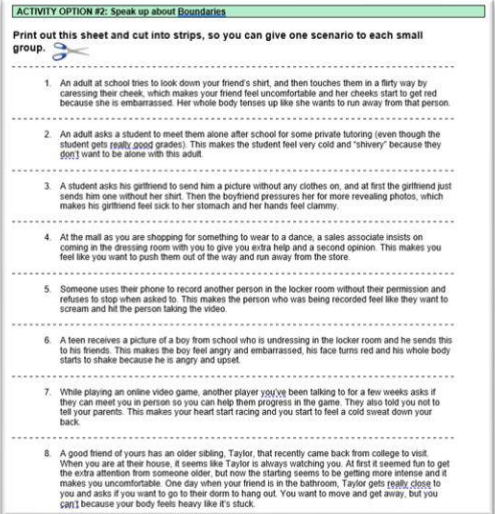 ACTIVITY OPTION #2: Speak up about Boundaries
Print out this sheet and cut into strips, so you can give one scenario to each small
group.
1. An adult at school tries to look down your friend's shirt, and then touches them in a flirty way by
caressing their cheek, which makes your friend feel uncomfortable and her cheeks start to get red
because she is embarrassed. Her whole body tenses up like she wants to run away from that person.
2. An adult asks a student to meet them alone after school for some private tutoring (even though the
student gets really good grades). This makes the student feel very cold and "shivery" because they
don't want to be alone with this adult.
3. A student asks his girlfriend to send him a picture without any clothes on, and at first the girlfriend just
sends him one without her shirt. Then the boyfriend pressures her for more revealing photos, which
makes his girlfriend feel sick to her stomach and her hands feel clammy.
4. At the mall as you are shopping for something to wear to a dance, a sales associate insists on
coming in the dressing room with you to give you extra help and a second opinion. This makes you
feel like you want to push them out of the way and run away from the store.
5. Someone uses their phone to record another person in the locker room without their permission and
refuses to stop when asked to. This makes the person who was being recorded feel like they want to
scream and hit the person taking the video.
6. A teen receives a picture of a boy from school who is undressing in the locker room and he sends this
to his friends. This makes the boy feel angry and embarrassed, his face turns red and his whole body
starts to shake because he is angry and upset.
7. While playing an online video game, another player you've been talking to for a few weeks asks if
they can meet you in person so you can help them progress in the game. They also told you not to
tell your parents. This makes your heart start racing and you start to feel a cold sweat down your
back.
8. A good friend of yours has an older sibling, Taylor, that recently came back from college to visit.
When you are at their house, it seems like Taylor is always watching you. At first it seemed fun to get
the extra attention from someone older, but now the starting seems to be getting more intense and it
makes you uncomfortable. One day when your friend is in the bathroom, Taylor gets really close to
you and asks if you want to go to their dorm to hang out. You want to move and get away, but you
can't because your body feels heavy like it's stuck.